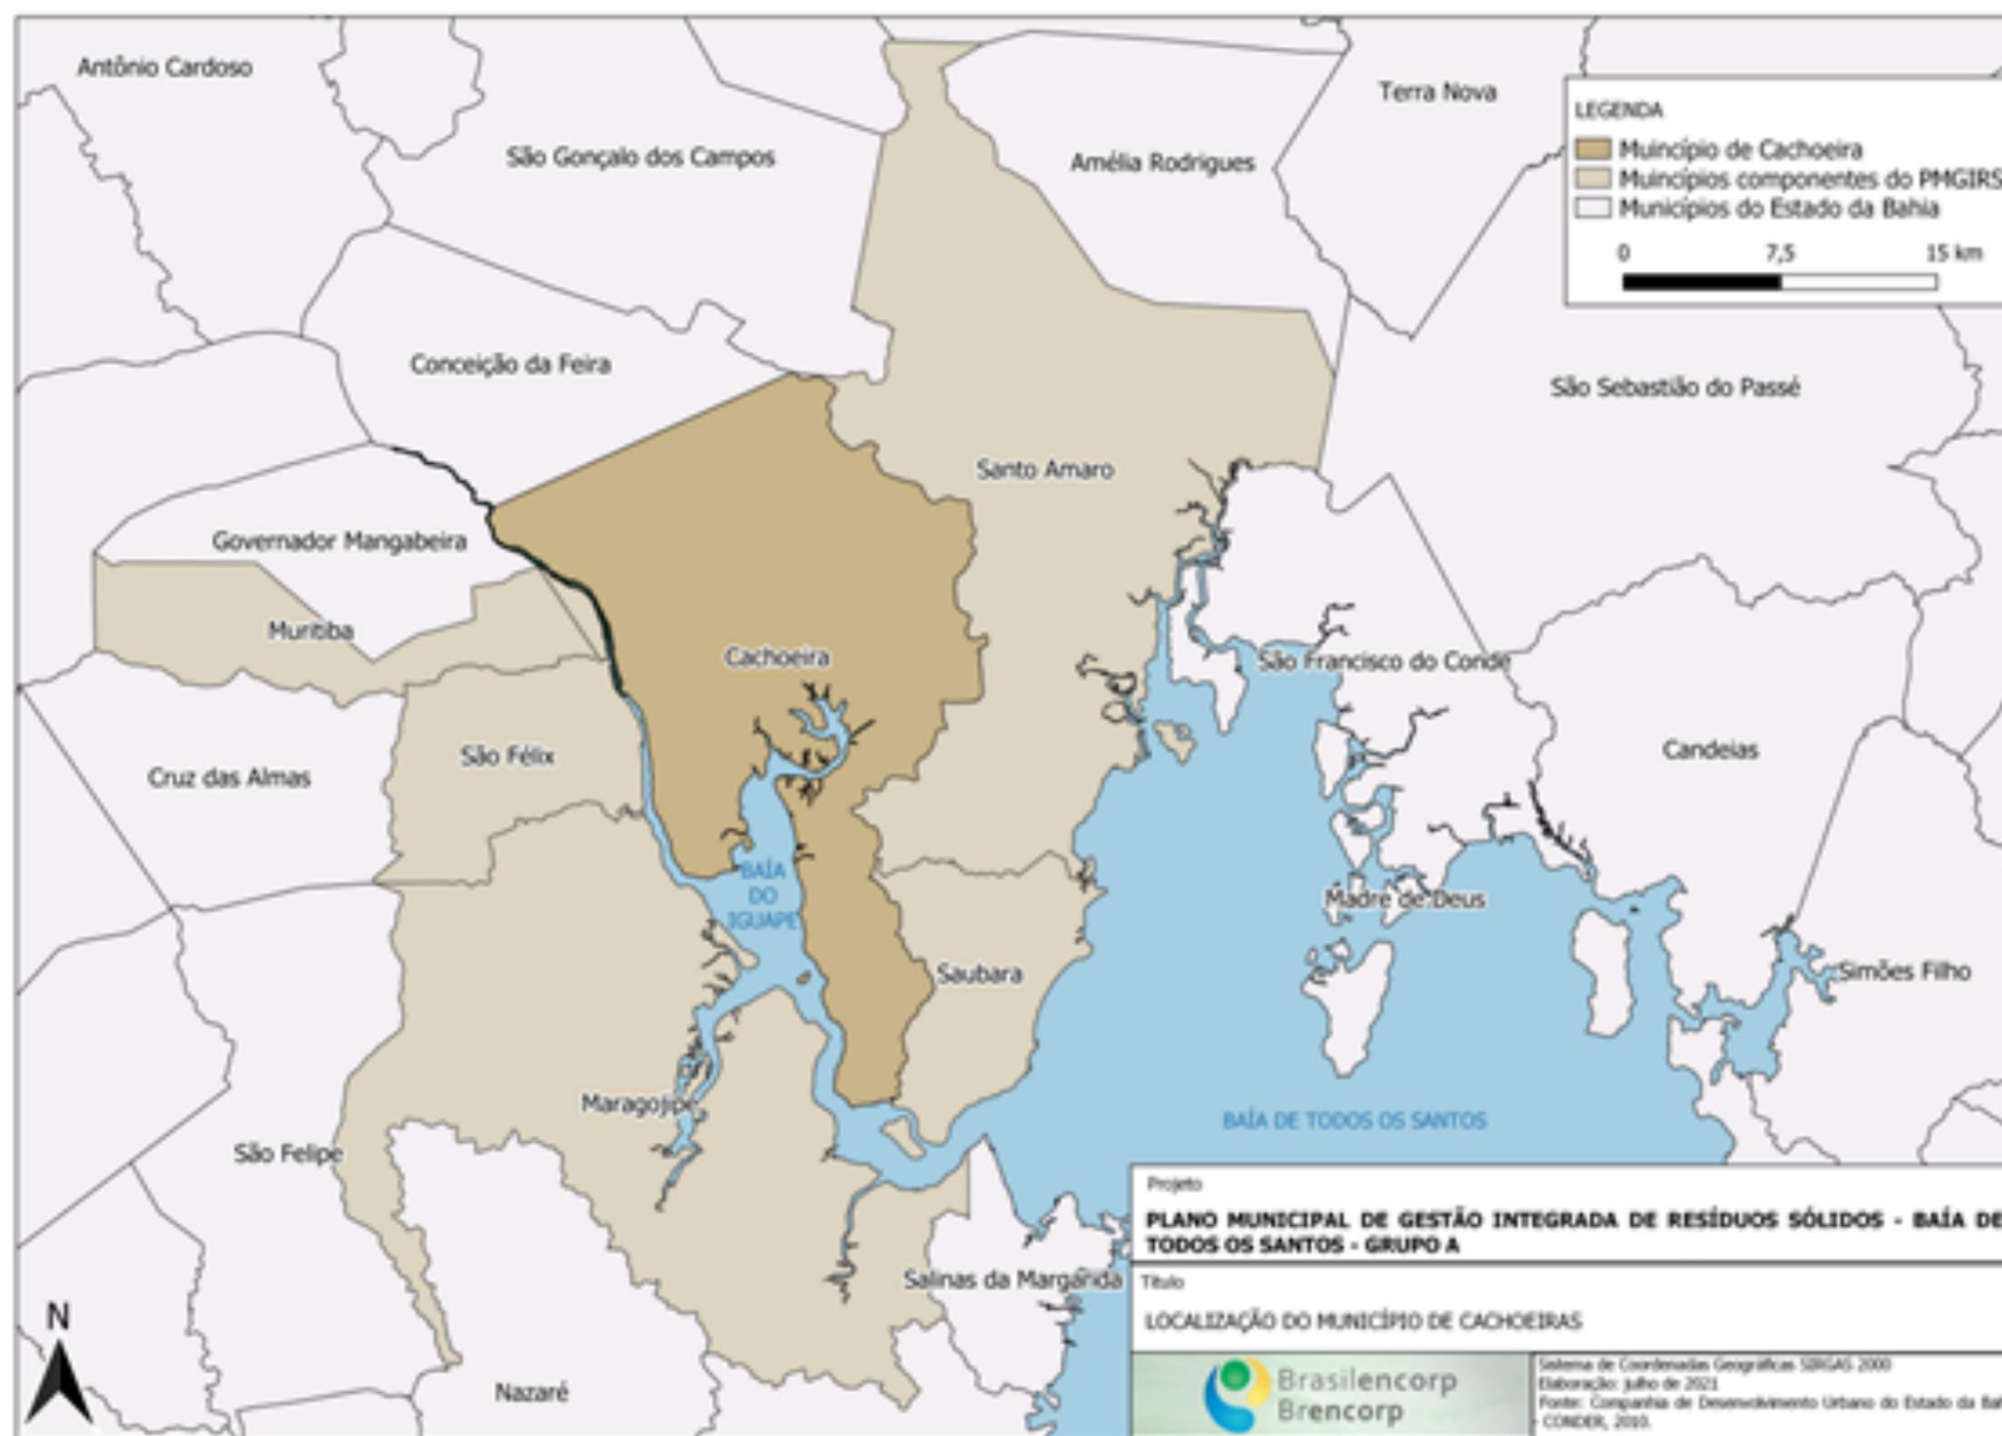 Antônio Cardoso
Terra Nova
LEGENDA
Muincípio de Cachoeira
Muincípios componentes do PMGIRS
Municípios do Estado da Bahia
0 7,5 15 km
São Gonçalo dos Campos
Amélia Rodrigues
Conceição da Feira
São Sebastião do Passé
Santo Amaro
Governador Mangabeira
Muritiba
Cachoeira
São Francisco do Conde
São Félix
Candeias
Cruz das Almas
BAÍA
DO
IGUAPE
Madre de Deus
Saubara
Simões Filho
Maragojipe
BAÍA DE TODOS OS SANTOS
São Felipe
Projeto
PLANO MUNICIPAL DE GESTÃO INTEGRADA DE RESÍDUOS SÓLIDOS - BAÍA DE
TODOS OS SANTOS - GRUPO A
Salinas da Margarida
Título
LOCALIZAÇÃO DO MUNICÍPIO DE CACHOEIRAS
N
Nazaré
Brasilencorp
Brencorp
Sistema de Coordenadas Geográficas SIRGAS 2000
Elaboração: julho de 2021
Fonte: Companhia de Desenvolvimento Urbano do Estado da
- CONDER, 2010.